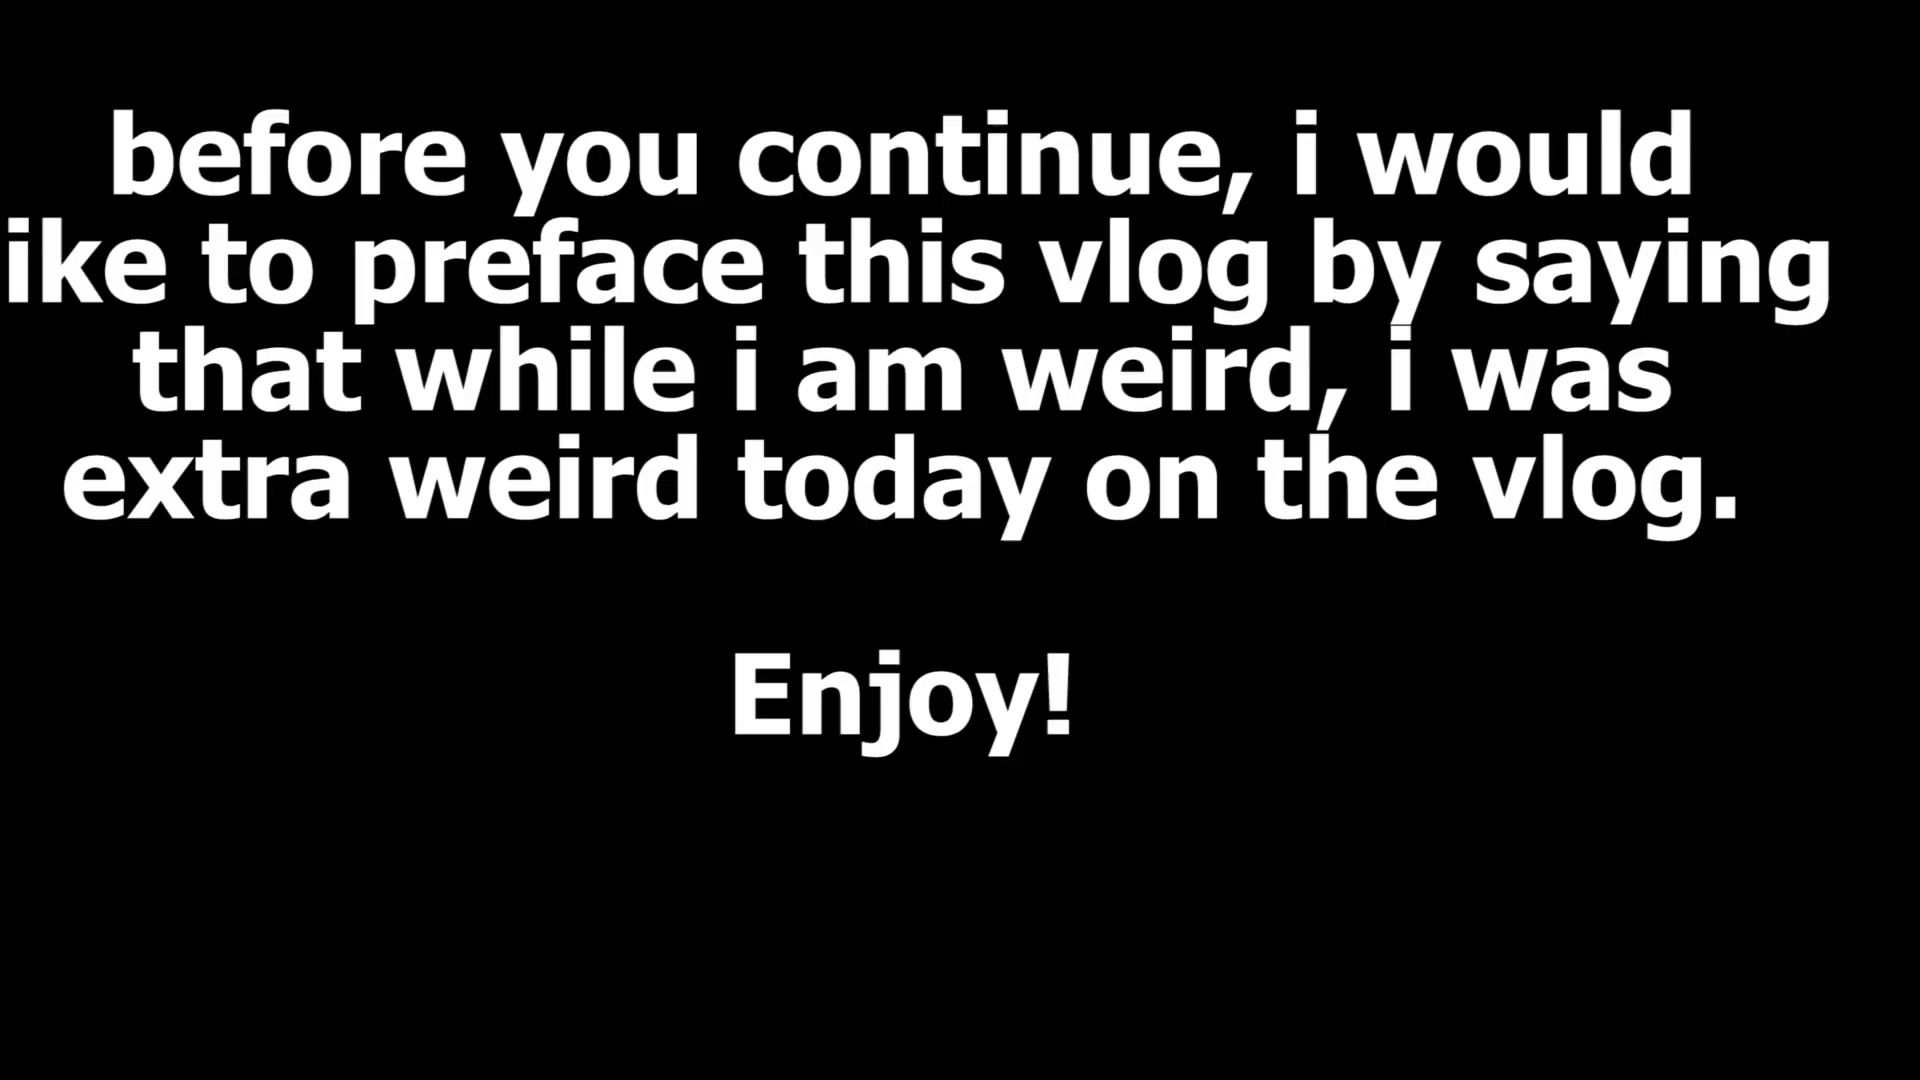 before you continue, i would
ike to preface this vlog by saying
that while i am weird, i was
extra weird today on the vlog.
Enjoy!